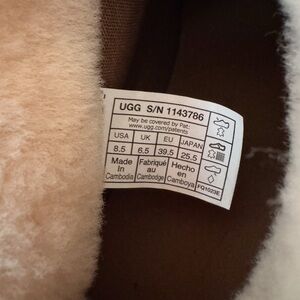 UGG S/N 1143786
May be covered by Pat:
www.ugg.com/patents
USA UK EU JAPAN
8.5 6.5 39.5 25.5
Made In Cambodia
Fabriqué au Cambodge
Hecho en Camboya
FQ1023E